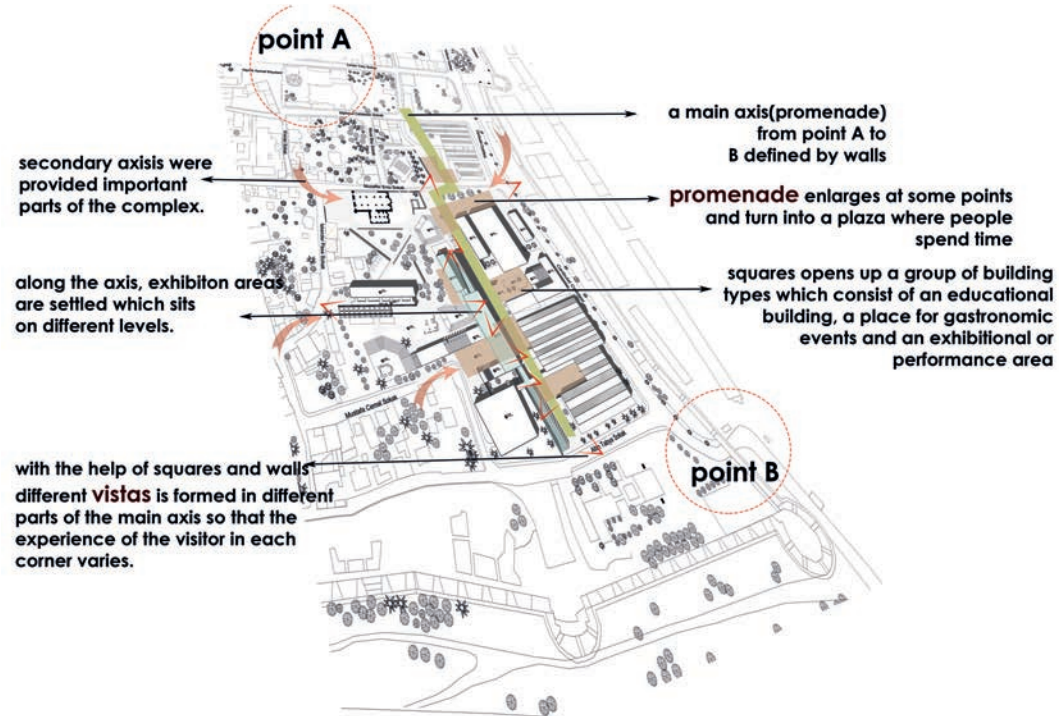 point A
a main axis(promenade)
from point A to
B defined by walls
secondary axisis were
provided important
parts of the complex.
promenade enlarges at some points
and turn into a plaza where people
spend time
along the axis, exhibiton areas
are settled which sits
on different levels.
squares opens up a group of building
types which consist of an educational
building, a place for gastronomic
events and an exhibitional or
performance area
Mustafa Cemal Sokak
point B
with the help of squares and walls
different vistas is formed in different
parts of the main axis so that the
experience of the visitor in each
corner varies.